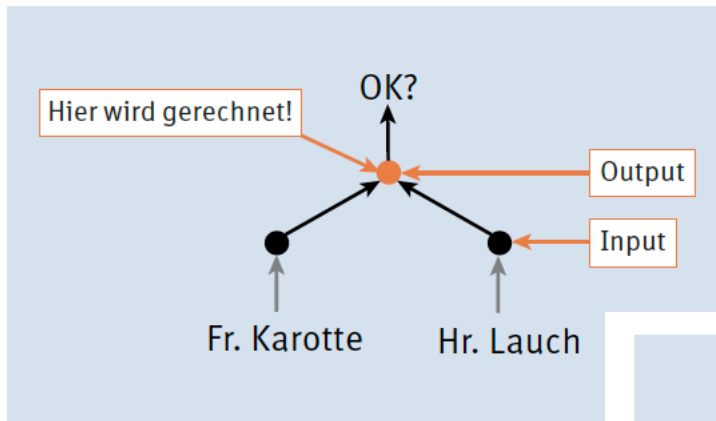 OK?
Hier wird gerechnet!
Output
Input
Fr. Karotte
Hr. Lauch